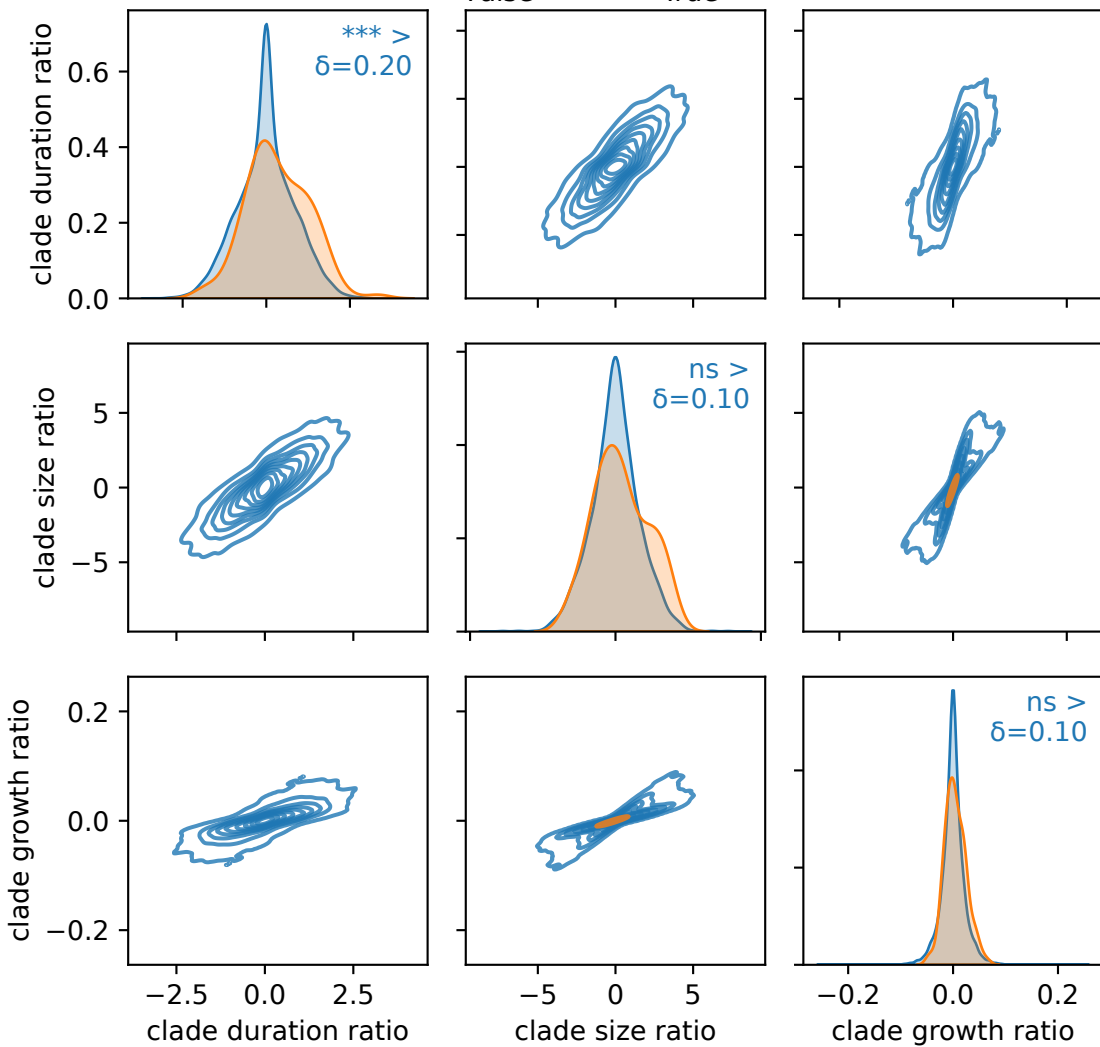 clade duration ratio
0.6
0.4
0.2
0.0
*** >
δ=0.20
clade size ratio
5
0
−5
ns >
δ=0.10
clade growth ratio
0.2
0.0
−0.2
ns >
δ=0.10
−2.5 0.0 2.5
−5 0 5
−0.2 0.0 0.2
clade duration ratio
clade size ratio
clade growth ratio